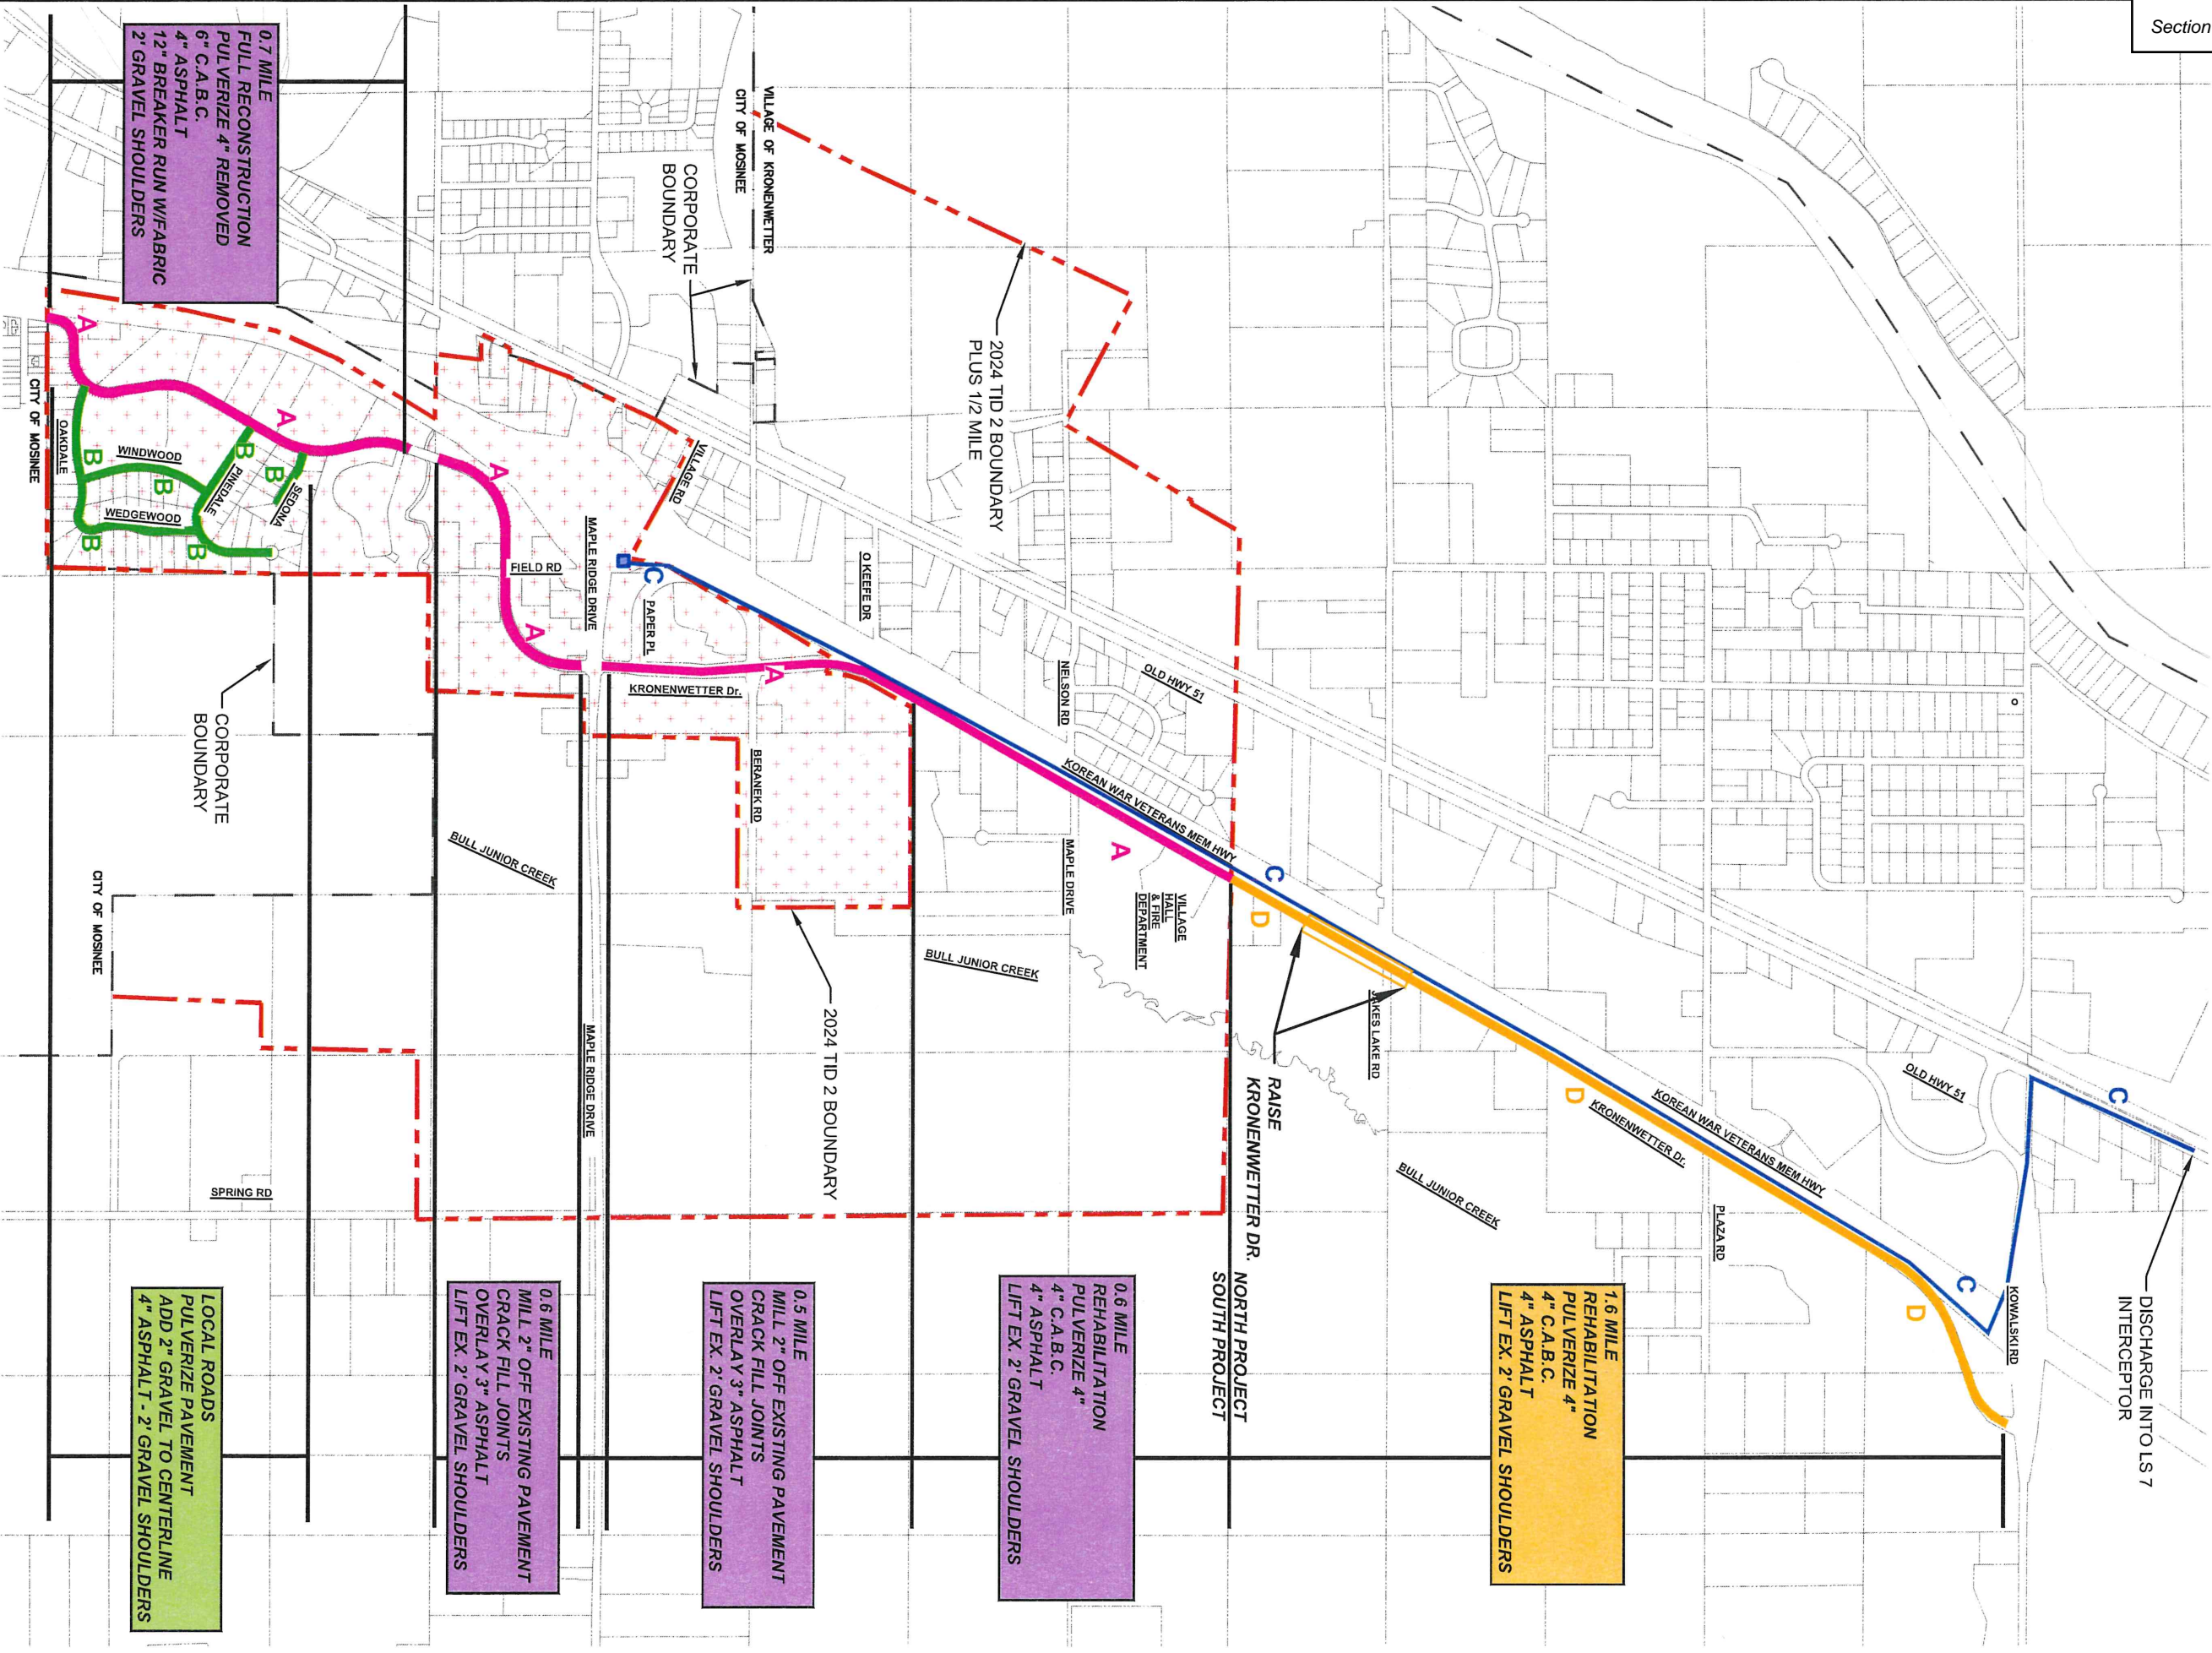 Section
0.7 MILE
FULL RECONSTRUCTION
PULVERIZE 4" REMOVED
6" C.A.B.C.
4" ASPHALT
12" BREAKER RUN W/FABRIC
2' GRAVEL SHOULDERS
VILLAGE OF KRONENWETTER
CITY OF MOSINEE
CORPORATE
BOUNDARY
2024 TID 2 BOUNDARY
PLUS 1/2 MILE
DISCHARGE INTO LS 7
INTERCEPTOR
KOWALSKI RD
C
C
D
OLD HWY 51
KOREAN WAR VETERANS MEM HWY
KRONENWETTER Dr.
D
PLAZA RD
BULL JUNIOR CREEK
JAKES LAKE RD
RAISE
KRONENWETTER DR.
NORTH PROJECT
SOUTH PROJECT
C
D
VILLAGE
HALL
& FIRE
DEPARTMENT
OLD HWY 51
NELSON RD
KOREAN WAR VETERANS MEM HWY
A
MAPLE DRIVE
BULL JUNIOR CREEK
O KEEFE DR
2024 TID 2 BOUNDARY
BERANEK RD
A
KRONENWETTER Dr.
VILLAGE RD
C
PAPER PL
MAPLE RIDGE DRIVE
MAPLE RIDGE DRIVE
FIELD RD
A
A
BULL JUNIOR CREEK
SEDONA
B
PINEDALE
B
A
WINDWOOD
B
B
WEDGEWOOD
B
B
OAKDALE
A
CITY OF MOSINEE
CORPORATE
BOUNDARY
CITY OF MOSINEE
SPRING RD
1.6 MILE
REHABILITATION
PULVERIZE 4"
4" C.A.B.C.
4" ASPHALT
LIFT EX. 2' GRAVEL SHOULDERS
0.6 MILE
REHABILITATION
PULVERIZE 4"
4" C.A.B.C.
4" ASPHALT
LIFT EX. 2' GRAVEL SHOULDERS
0.5 MILE
MILL 2" OFF EXISTING PAVEMENT
CRACK FILL JOINTS
OVERLAY 3" ASPHALT
LIFT EX. 2' GRAVEL SHOULDERS
0.6 MILE
MILL 2" OFF EXISTING PAVEMENT
CRACK FILL JOINTS
OVERLAY 3" ASPHALT
LIFT EX. 2' GRAVEL SHOULDERS
LOCAL ROADS
PULVERIZE PAVEMENT
ADD 2" GRAVEL TO CENTERLINE
4" ASPHALT - 2' GRAVEL SHOULDERS